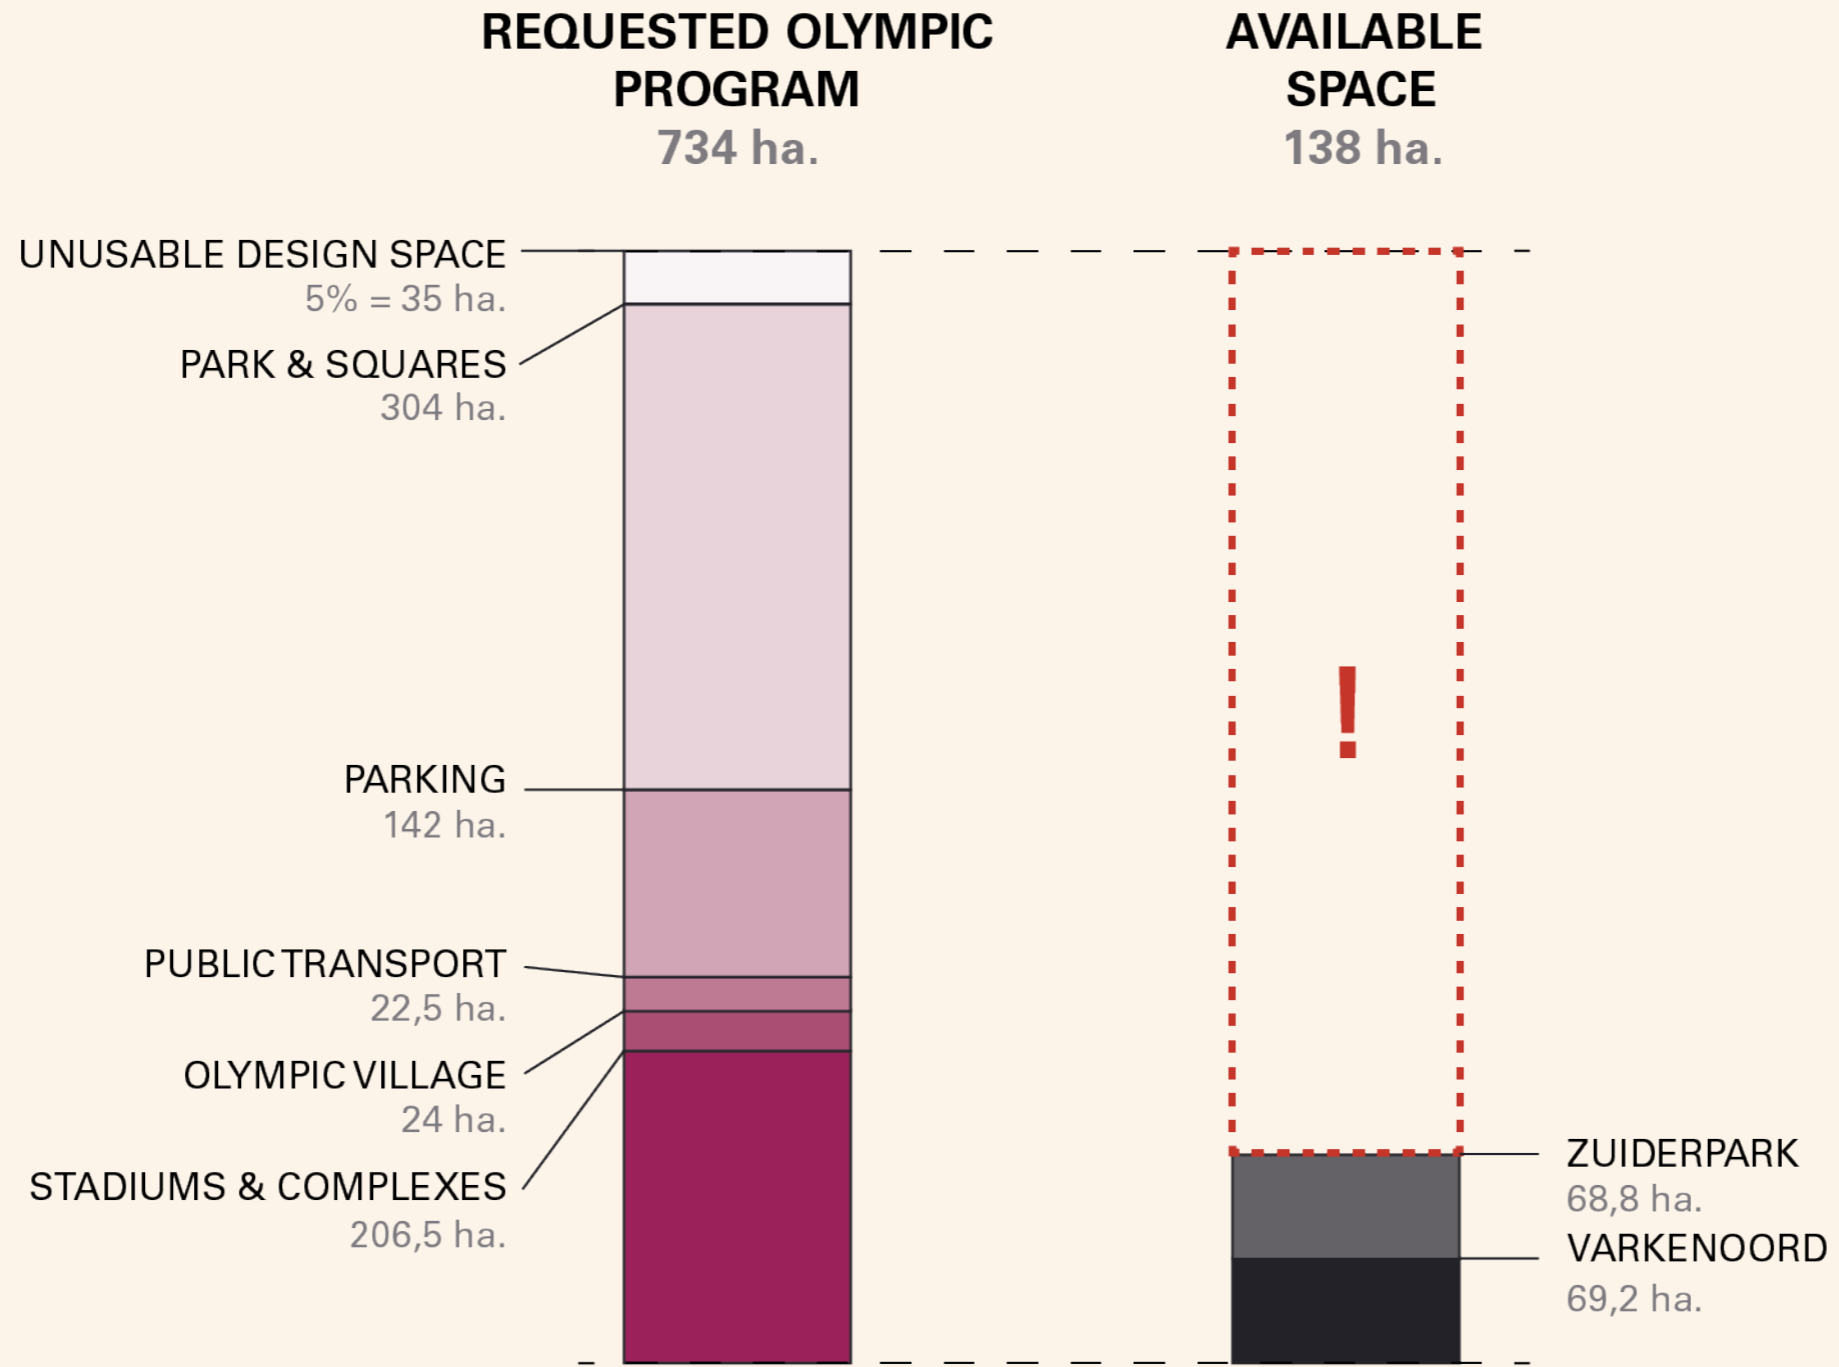 REQUESTED OLYMPIC
PROGRAM
734 ha.
AVAILABLE
SPACE
138 ha.
UNUSABLE DESIGN SPACE
5% = 35 ha.
PARK & SQUARES
304 ha.
PARKING
142 ha.
PUBLIC TRANSPORT
22,5 ha.
OLYMPIC VILLAGE
24 ha.
STADIUMS & COMPLEXES
206,5 ha.
!
ZUIDERPARK
68,8 ha.
VARKENOORD
69,2 ha.